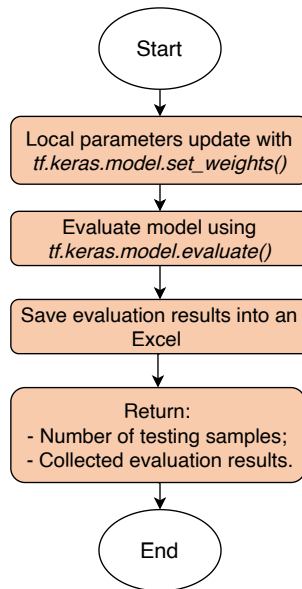 Start
Local parameters update with
tf.keras.model.set_weights()
Evaluate model using
tf.keras.model.evaluate()
Save evaluation results into an
Excel
Return:
- Number of testing samples;
- Collected evaluation results.
End